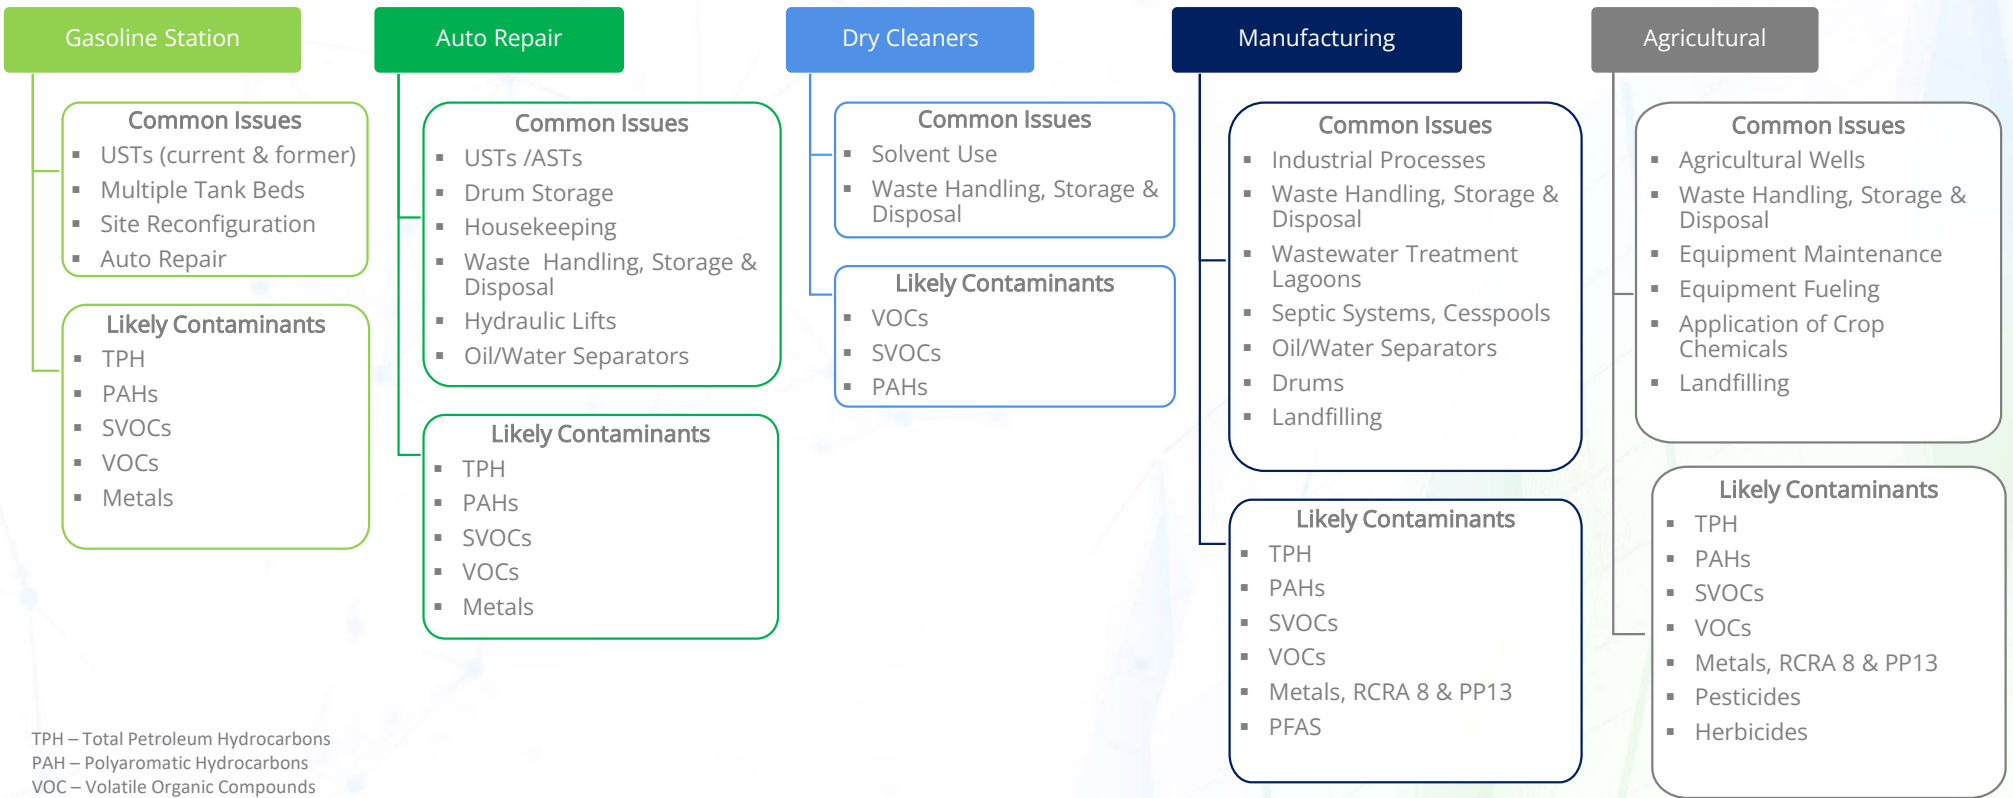 Gasoline Station
Common Issues
▪ USTs (current & former)
▪ Multiple Tank Beds
▪ Site Reconfiguration
▪ Auto Repair
Likely Contaminants
▪ TPH
▪ PAHs
▪ SVOCs
▪ VOCs
▪ Metals
Auto Repair
Common Issues
▪ USTs /ASTs
▪ Drum Storage
▪ Housekeeping
▪ Waste Handling, Storage &
Disposal
▪ Hydraulic Lifts
▪ Oil/Water Separators
Likely Contaminants
▪ TPH
▪ PAHs
▪ SVOCs
▪ VOCs
▪ Metals
Dry Cleaners
Common Issues
▪ Solvent Use
▪ Waste Handling, Storage &
Disposal
Likely Contaminants
▪ VOCs
▪ SVOCs
▪ PAHs
Manufacturing
Common Issues
▪ Industrial Processes
▪ Waste Handling, Storage &
Disposal
▪ Wastewater Treatment
Lagoons
▪ Septic Systems, Cesspools
▪ Oil/Water Separators
▪ Drums
▪ Landfilling
Likely Contaminants
▪ TPH
▪ PAHs
▪ SVOCs
▪ VOCs
▪ Metals, RCRA 8 & PP13
▪ PFAS
Agricultural
Common Issues
▪ Agricultural Wells
▪ Waste Handling, Storage &
Disposal
▪ Equipment Maintenance
▪ Equipment Fueling
▪ Application of Crop
Chemicals
▪ Landfilling
Likely Contaminants
▪ TPH
▪ PAHs
▪ SVOCs
▪ VOCs
▪ Metals, RCRA 8 & PP13
▪ Pesticides
▪ Herbicides
TPH – Total Petroleum Hydrocarbons
PAH – Polyaromatic Hydrocarbons
VOC – Volatile Organic Compounds